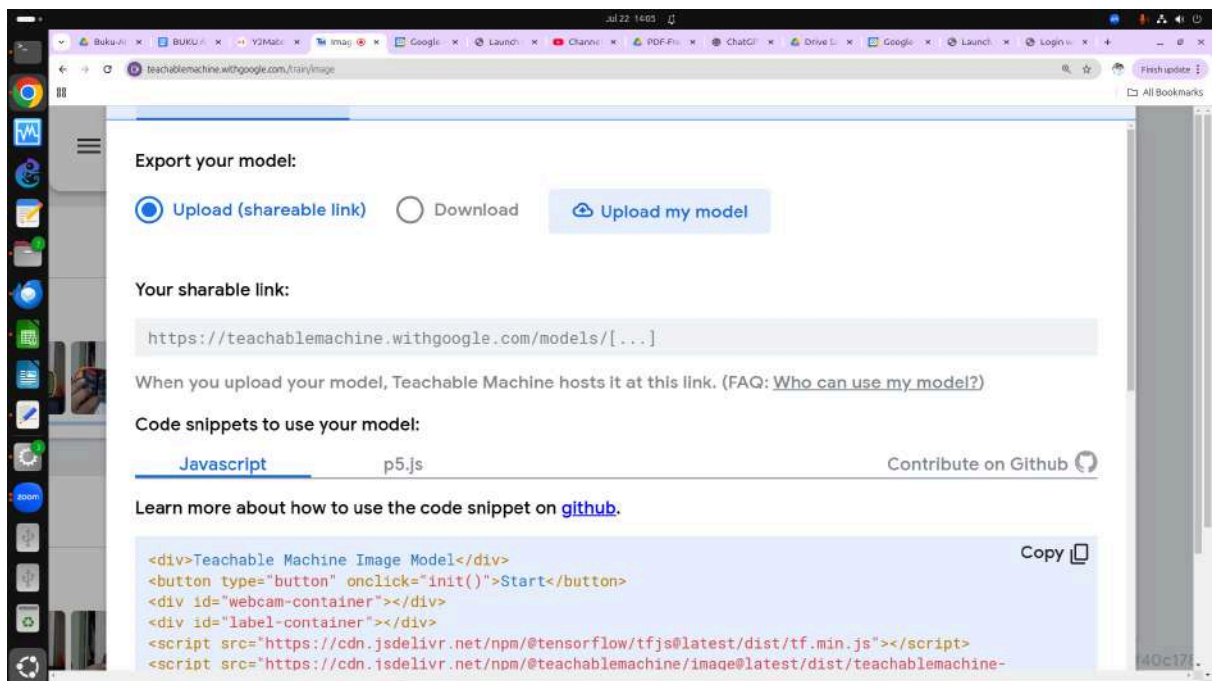 Jul 22 14:05
Finish update
teachablemachine.withgoogle.com/train/image
All Bookmarks
Export your model:
Upload (shareable link)
Download
Upload my model
Your sharable link:
https://teachablemachine.withgoogle.com/models/[...]
When you upload your model, Teachable Machine hosts it at this link. (FAQ: Who can use my model?)
Code snippets to use your model:
Javascript
p5.js
Contribute on Github
Learn more about how to use the code snippet on github.
Copy
<div>Teachable Machine Image Model</div>
<button type="button" onclick="init()">Start</button>
<div id="webcam-container"></div>
<div id="label-container"></div>
<script src="https://cdn.jsdelivr.net/npm/@tensorflow/tfjs@latest/dist/tf.min.js"></script>
<script src="https://cdn.jsdelivr.net/npm/@teachablemachine/image@latest/dist/teachablemachine-
zoom